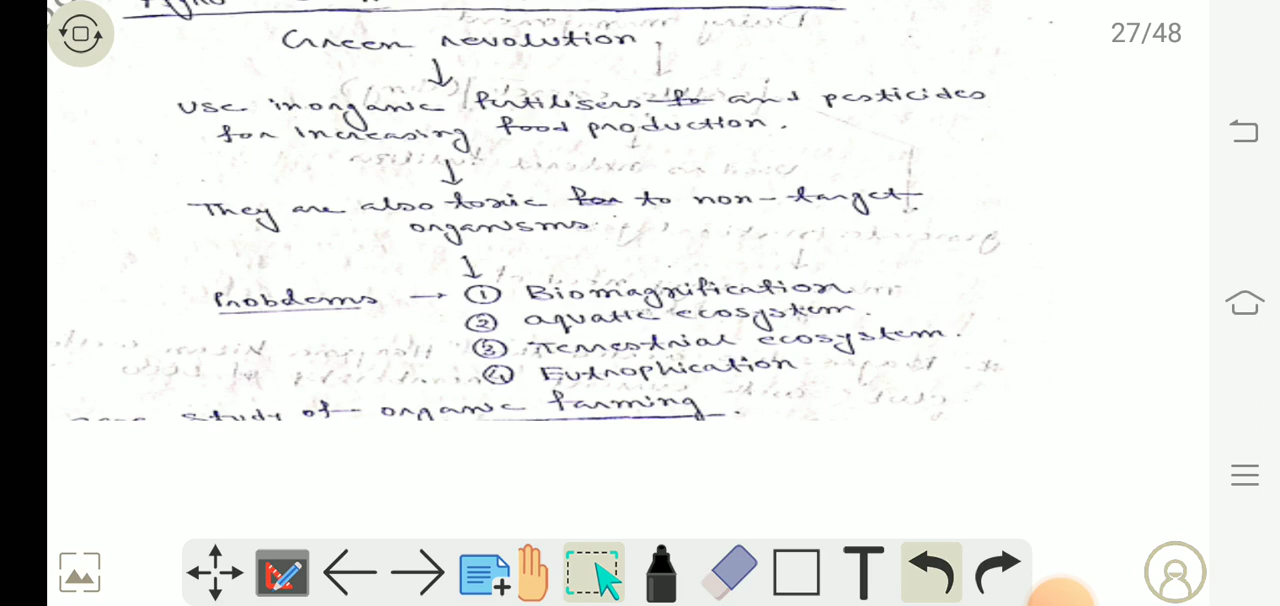 27/48
Green revolution
↓
Use inorganic fertilisers and pesticides
for increasing food production.
↓
They are also toxic to non-target
organisms.
↓
Problems → ① Biomagnification
② aquatic ecosystem.
③ Terrestrial ecosystem.
④ Eutrophication
study of organic farming.
T